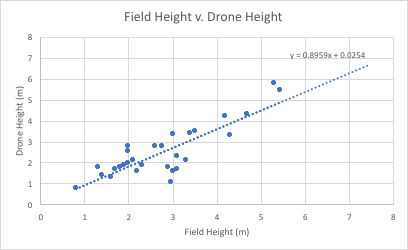 Field Height v. Drone Height
y = 0.8959x + 0.0254
Drone Height (m)
8
7
6
5
4
3
2
1
0
0 1 2 3 4 5 6 7 8
Field Height (m)